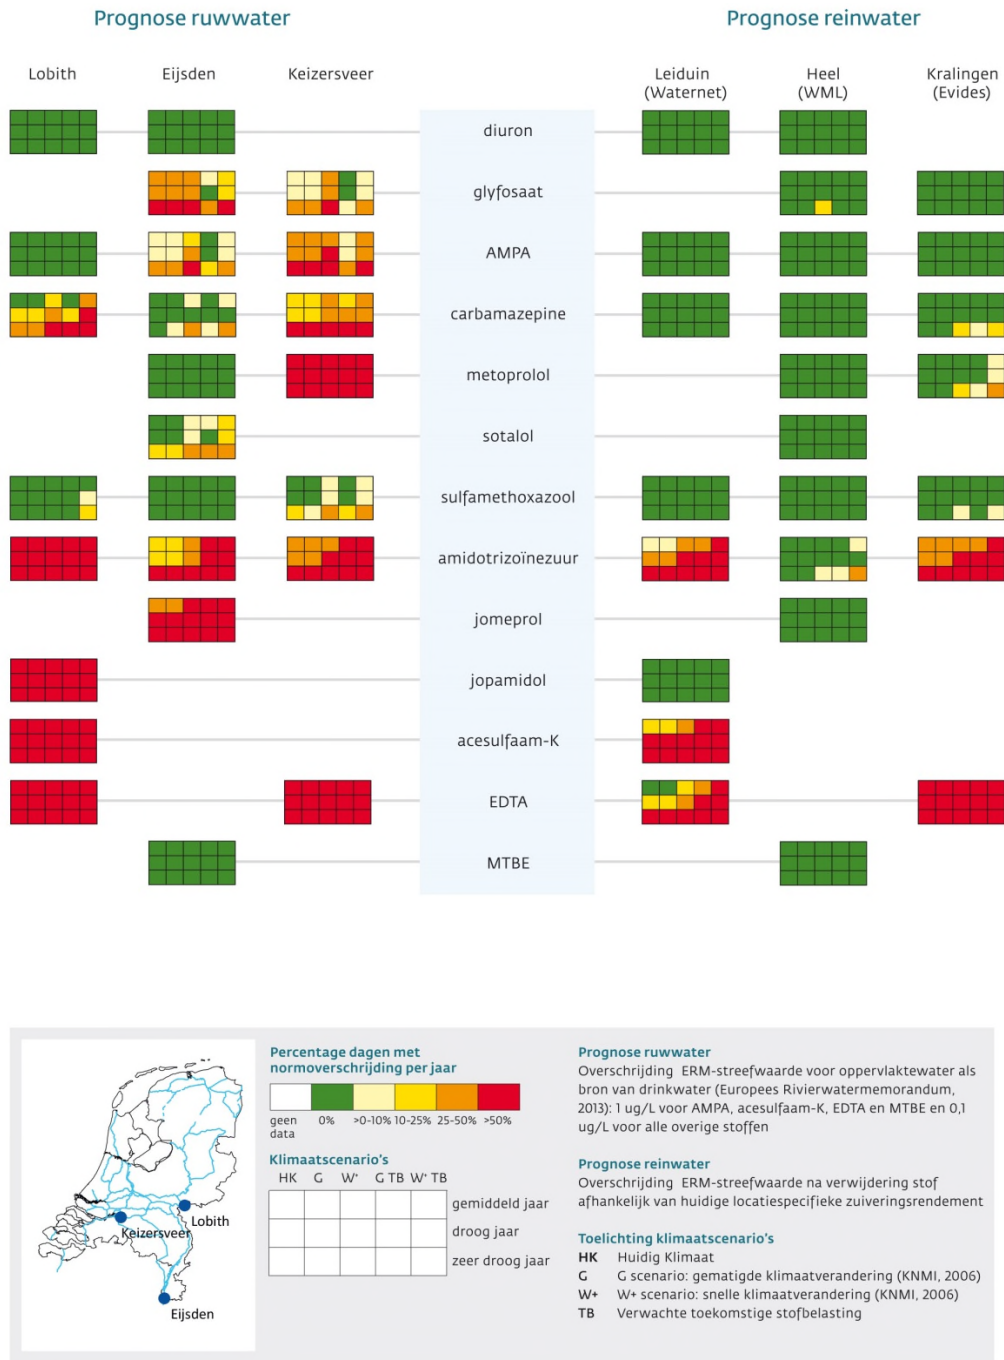 Prognose ruwwater
Prognose reinwater
Lobith
Eijsden
Keizersveer
Leiduin
(Waternet)
Heel
(WML)
Kralingen
(Evides)
diuron
glyfosaat
AMPA
carbamazepine
metoprolol
sotalol
sulfamethoxazool
amidotrizoïnezuur
jomeprol
jopamidol
acesulfaam-K
EDTA
MTBE
Lobith
Keizersveer
Eijsden
Percentage dagen met
normoverschrijding per jaar
geen
data
0%
>0-10%
10-25%
25-50%
>50%
Klimaatscenario's
HK G W+ G TB W+ TB
gemiddeld jaar
droog jaar
zeer droog jaar
Prognose ruwwater
Overschrijding ERM-streefwaarde voor oppervlaktewater als
bron van drinkwater (Europees Rivierwatermemorandum,
2013): 1 ug/L voor AMPA, acesulfaam-K, EDTA en MTBE en 0,1
ug/L voor alle overige stoffen
Prognose reinwater
Overschrijding ERM-streefwaarde na verwijdering stof
afhankelijk van huidige locatiespecifieke zuiveringsrendement
Toelichting klimaatscenario's
HK Huidig Klimaat
G G scenario: gematigde klimaatverandering (KNMI, 2006)
W+ W+ scenario: snelle klimaatverandering (KNMI, 2006)
TB Verwachte toekomstige stofbelasting